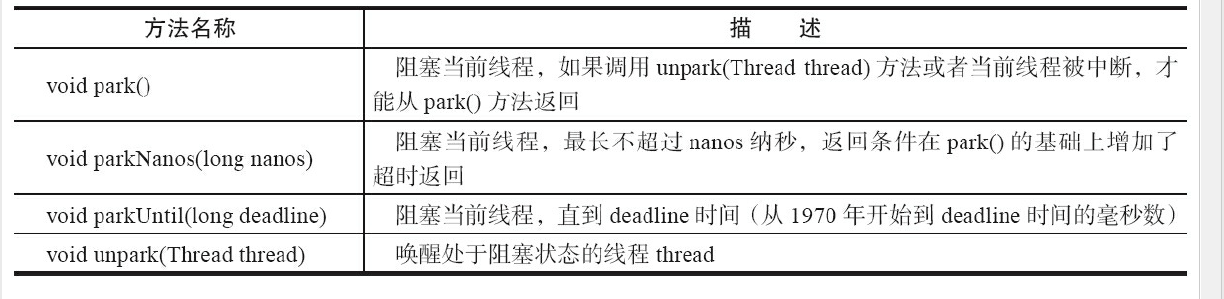 方法名称 描 述
void park() 阻塞当前线程，如果调用 unpark(Thread thread) 方法或者当前线程被中断，才
能从 park() 方法返回
void parkNanos(long nanos) 阻塞当前线程，最长不超过 nanos 纳秒，返回条件在 park() 的基础上增加了
超时返回
void parkUntil(long deadline) 阻塞当前线程，直到 deadline 时间（从 1970 年开始到 deadline 时间的毫秒数）
void unpark(Thread thread) 唤醒处于阻塞状态的线程 thread